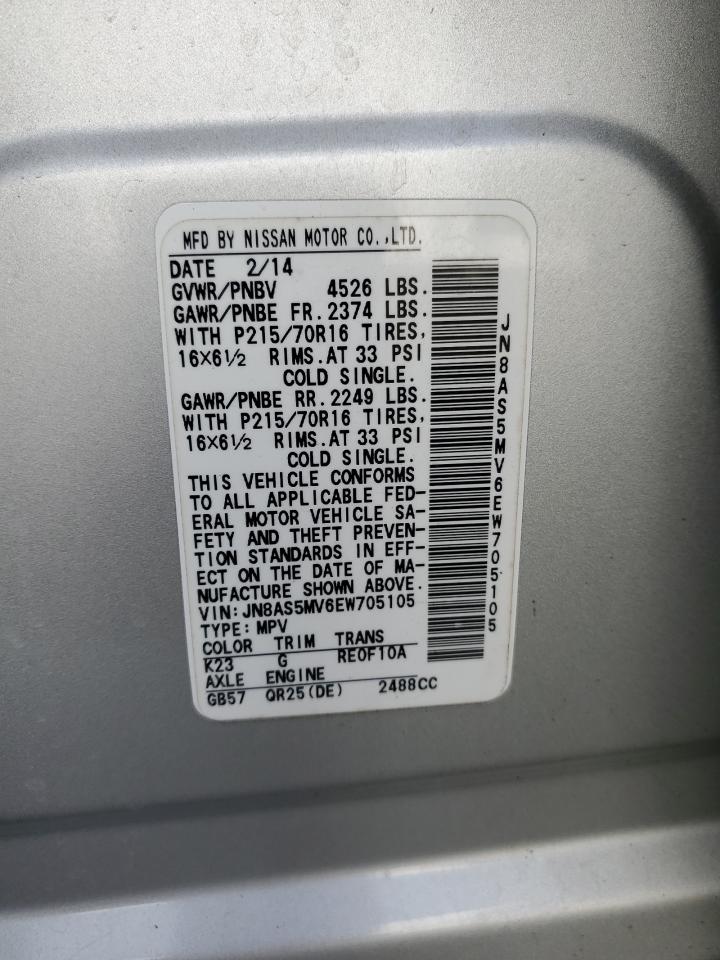 MFD BY NISSAN MOTOR CO.,LTD.
DATE 2/14
GVWR/PNBV 4526 LBS.
GAWR/PNBE FR. 2374 LBS.
WITH P215/70R16 TIRES,
16X6½ RIMS. AT 33 PSI
COLD SINGLE.
GAWR/PNBE RR. 2249 LBS.
WITH P215/70R16 TIRES,
16X6½ RIMS. AT 33 PSI
COLD SINGLE.
THIS VEHICLE CONFORMS
TO ALL APPLICABLE FED-
ERAL MOTOR VEHICLE SA-
FETY AND THEFT PREVEN-
TION STANDARDS IN EFF-
ECT ON THE DATE OF MA-
NUFACTURE SHOWN ABOVE.
VIN: JN8AS5MV6EW705105
TYPE: MPV
COLOR TRIM TRANS
K23 G RE0F10A
AXLE ENGINE
GB57 QR25(DE) 2488CC
JN8AS5MV6EW705105